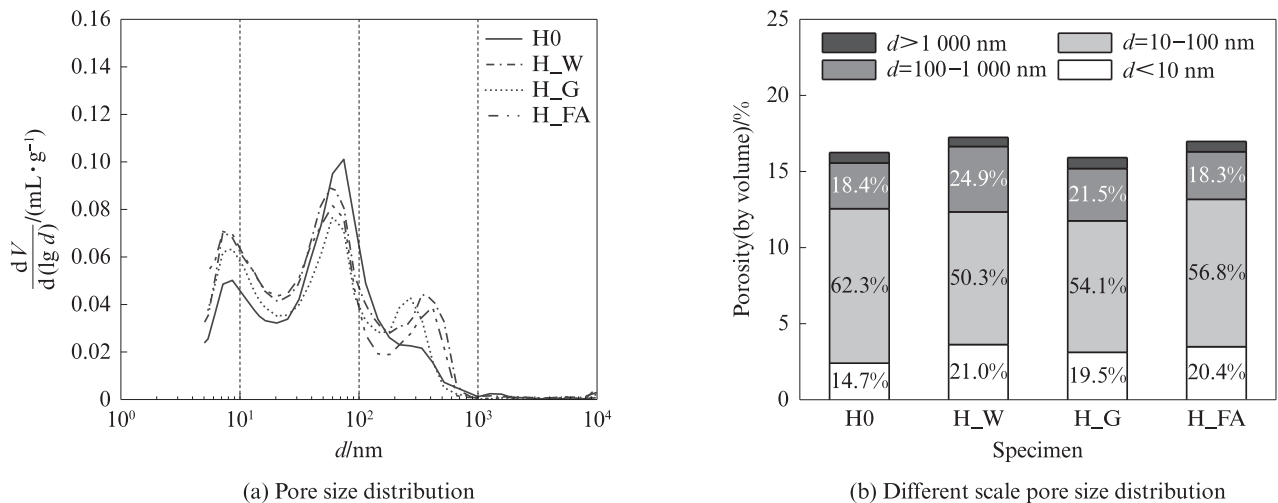 0.16
0.14
0.12
0.10
0.08
0.06
0.04
0.02
0
dV/d(lg d)/(mL·g⁻¹)
H0
H_W
H_G
H_FA
10⁰ 10¹ 10² 10³ 10⁴
d/nm
(a) Pore size distribution
25
20
15
10
5
0
Porosity(by volume)/%
d>1 000 nm d=10−100 nm
d=100−1 000 nm d<10 nm
18.4% 24.9% 21.5% 18.3%
62.3% 50.3% 54.1% 56.8%
14.7% 21.0% 19.5% 20.4%
H0 H_W H_G H_FA
Specimen
(b) Different scale pore size distribution